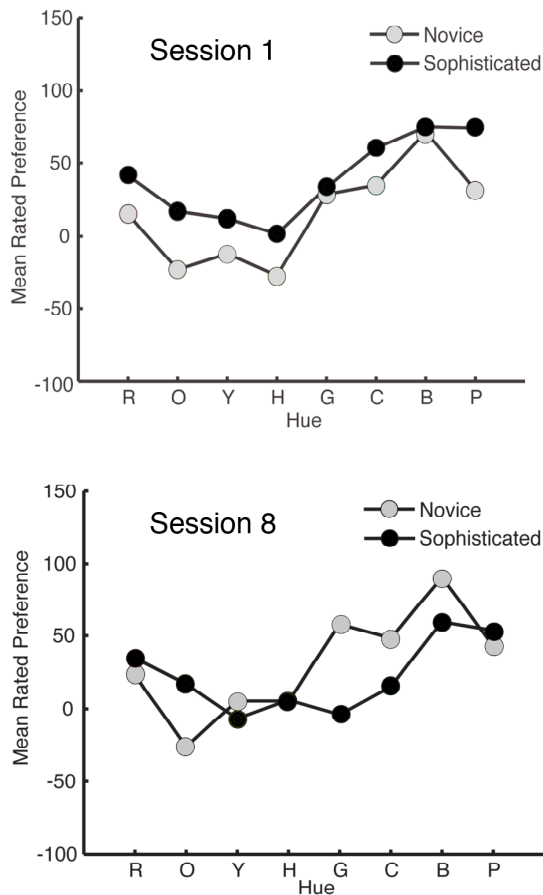 150
Session 1
Novice
Sophisticated
100
50
0
-50
-100
Mean Rated Preference
R O Y H G C B P
Hue
150
Session 8
Novice
Sophisticated
100
50
0
-50
-100
Mean Rated Preference
R O Y H G C B P
Hue